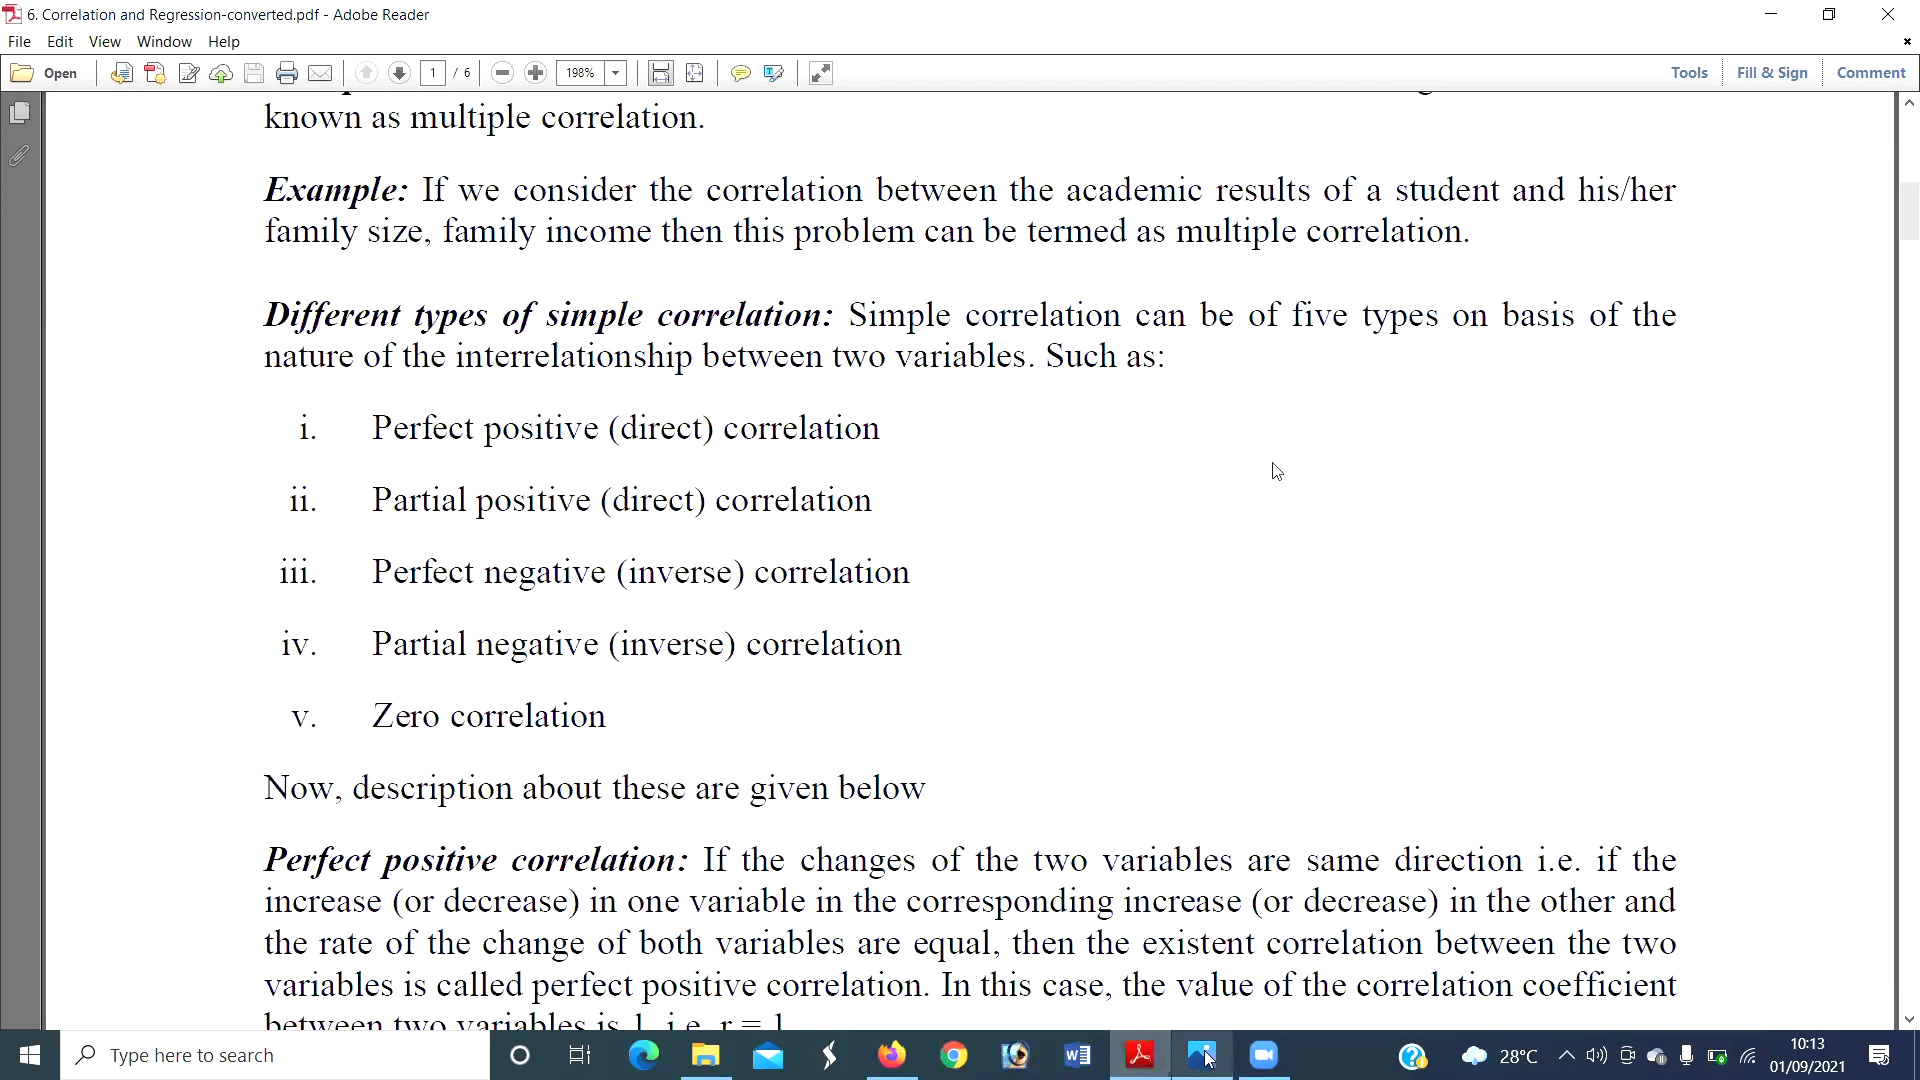 6. Correlation and Regression-converted.pdf - Adobe Reader
File Edit View Window Help
Open 1 / 6 198% Tools Fill & Sign Comment
known as multiple correlation.
Example: If we consider the correlation between the academic results of a student and his/her
family size, family income then this problem can be termed as multiple correlation.
Different types of simple correlation: Simple correlation can be of five types on basis of the
nature of the interrelationship between two variables. Such as:
i. Perfect positive (direct) correlation
ii. Partial positive (direct) correlation
iii. Perfect negative (inverse) correlation
iv. Partial negative (inverse) correlation
v. Zero correlation
Now, description about these are given below
Perfect positive correlation: If the changes of the two variables are same direction i.e. if the
increase (or decrease) in one variable in the corresponding increase (or decrease) in the other and
the rate of the change of both variables are equal, then the existent correlation between the two
variables is called perfect positive correlation. In this case, the value of the correlation coefficient
between two variables is 1, i.e. r = 1
Type here to search 28°C 10:13
01/09/2021